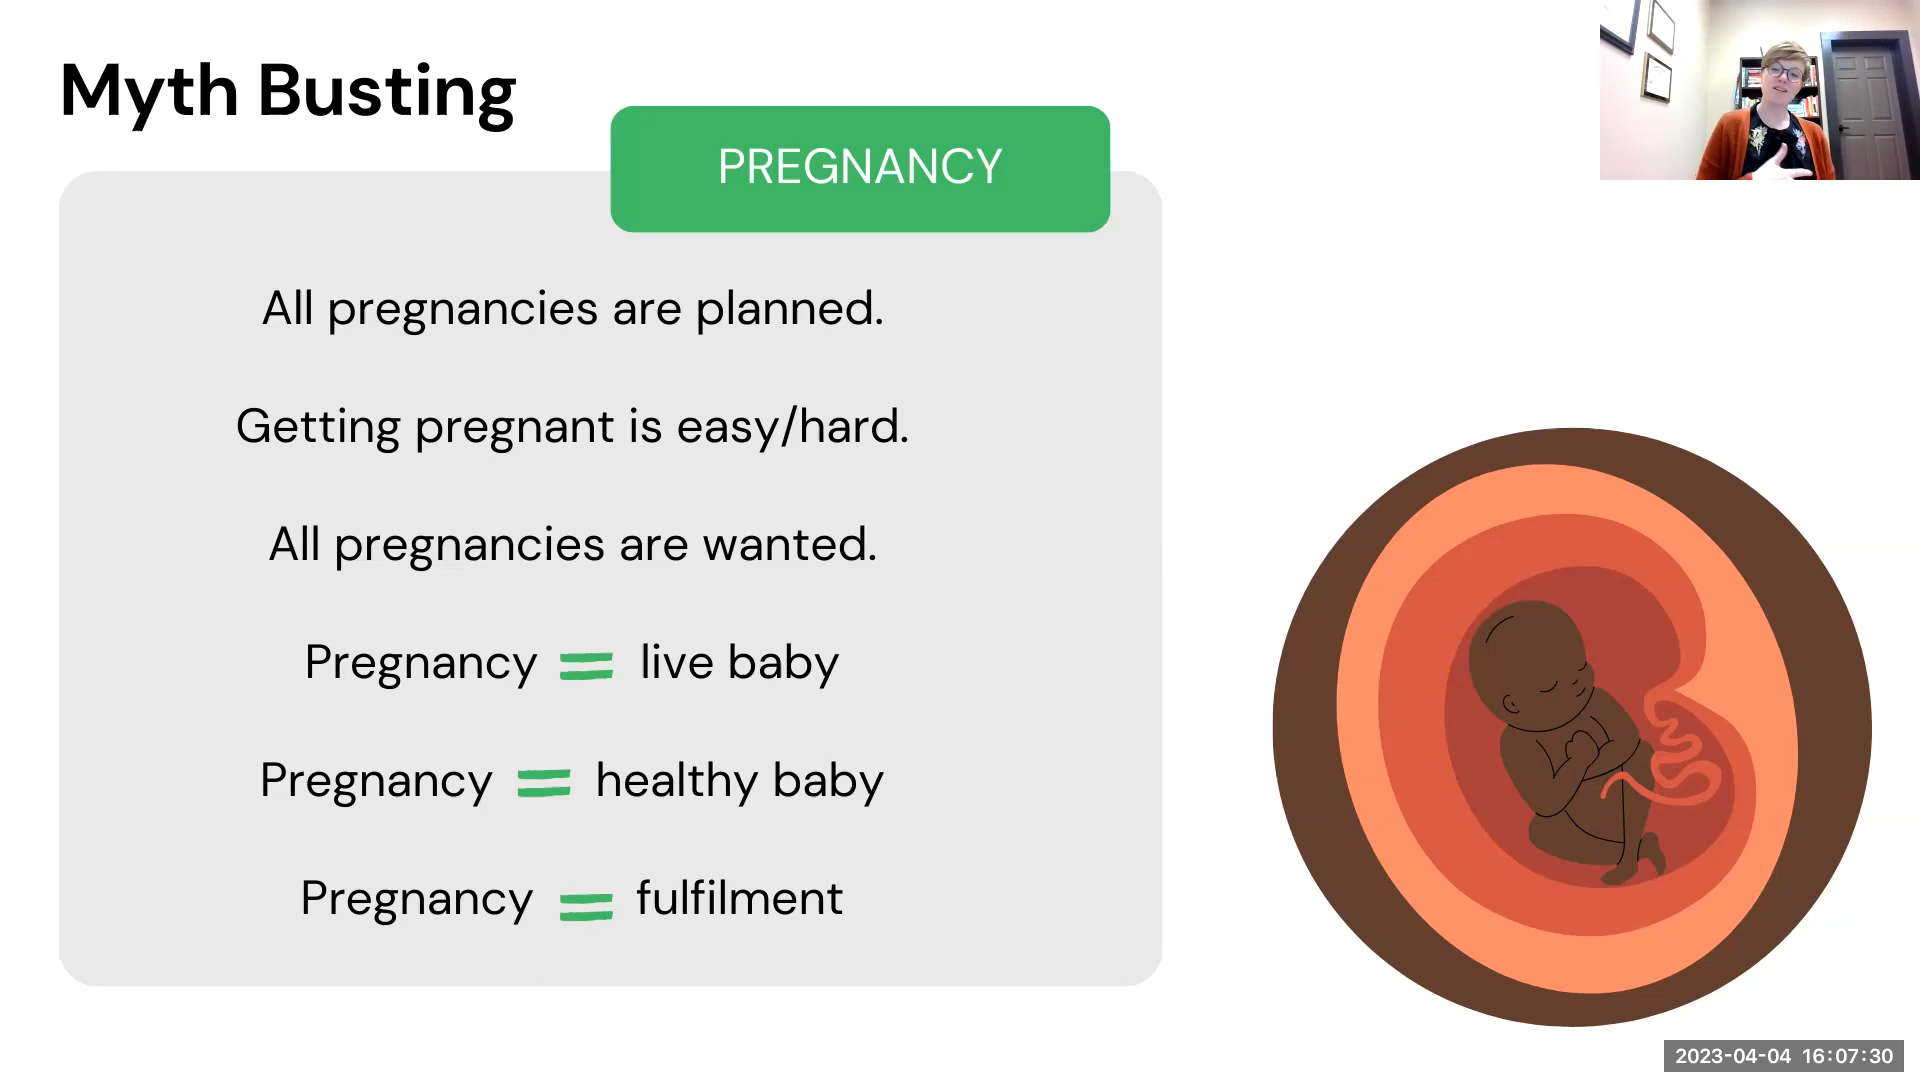 Myth Busting
PREGNANCY
All pregnancies are planned.
Getting pregnant is easy/hard.
All pregnancies are wanted.
Pregnancy = live baby
Pregnancy = healthy baby
Pregnancy = fulfilment
2023-04-04 16:07:30